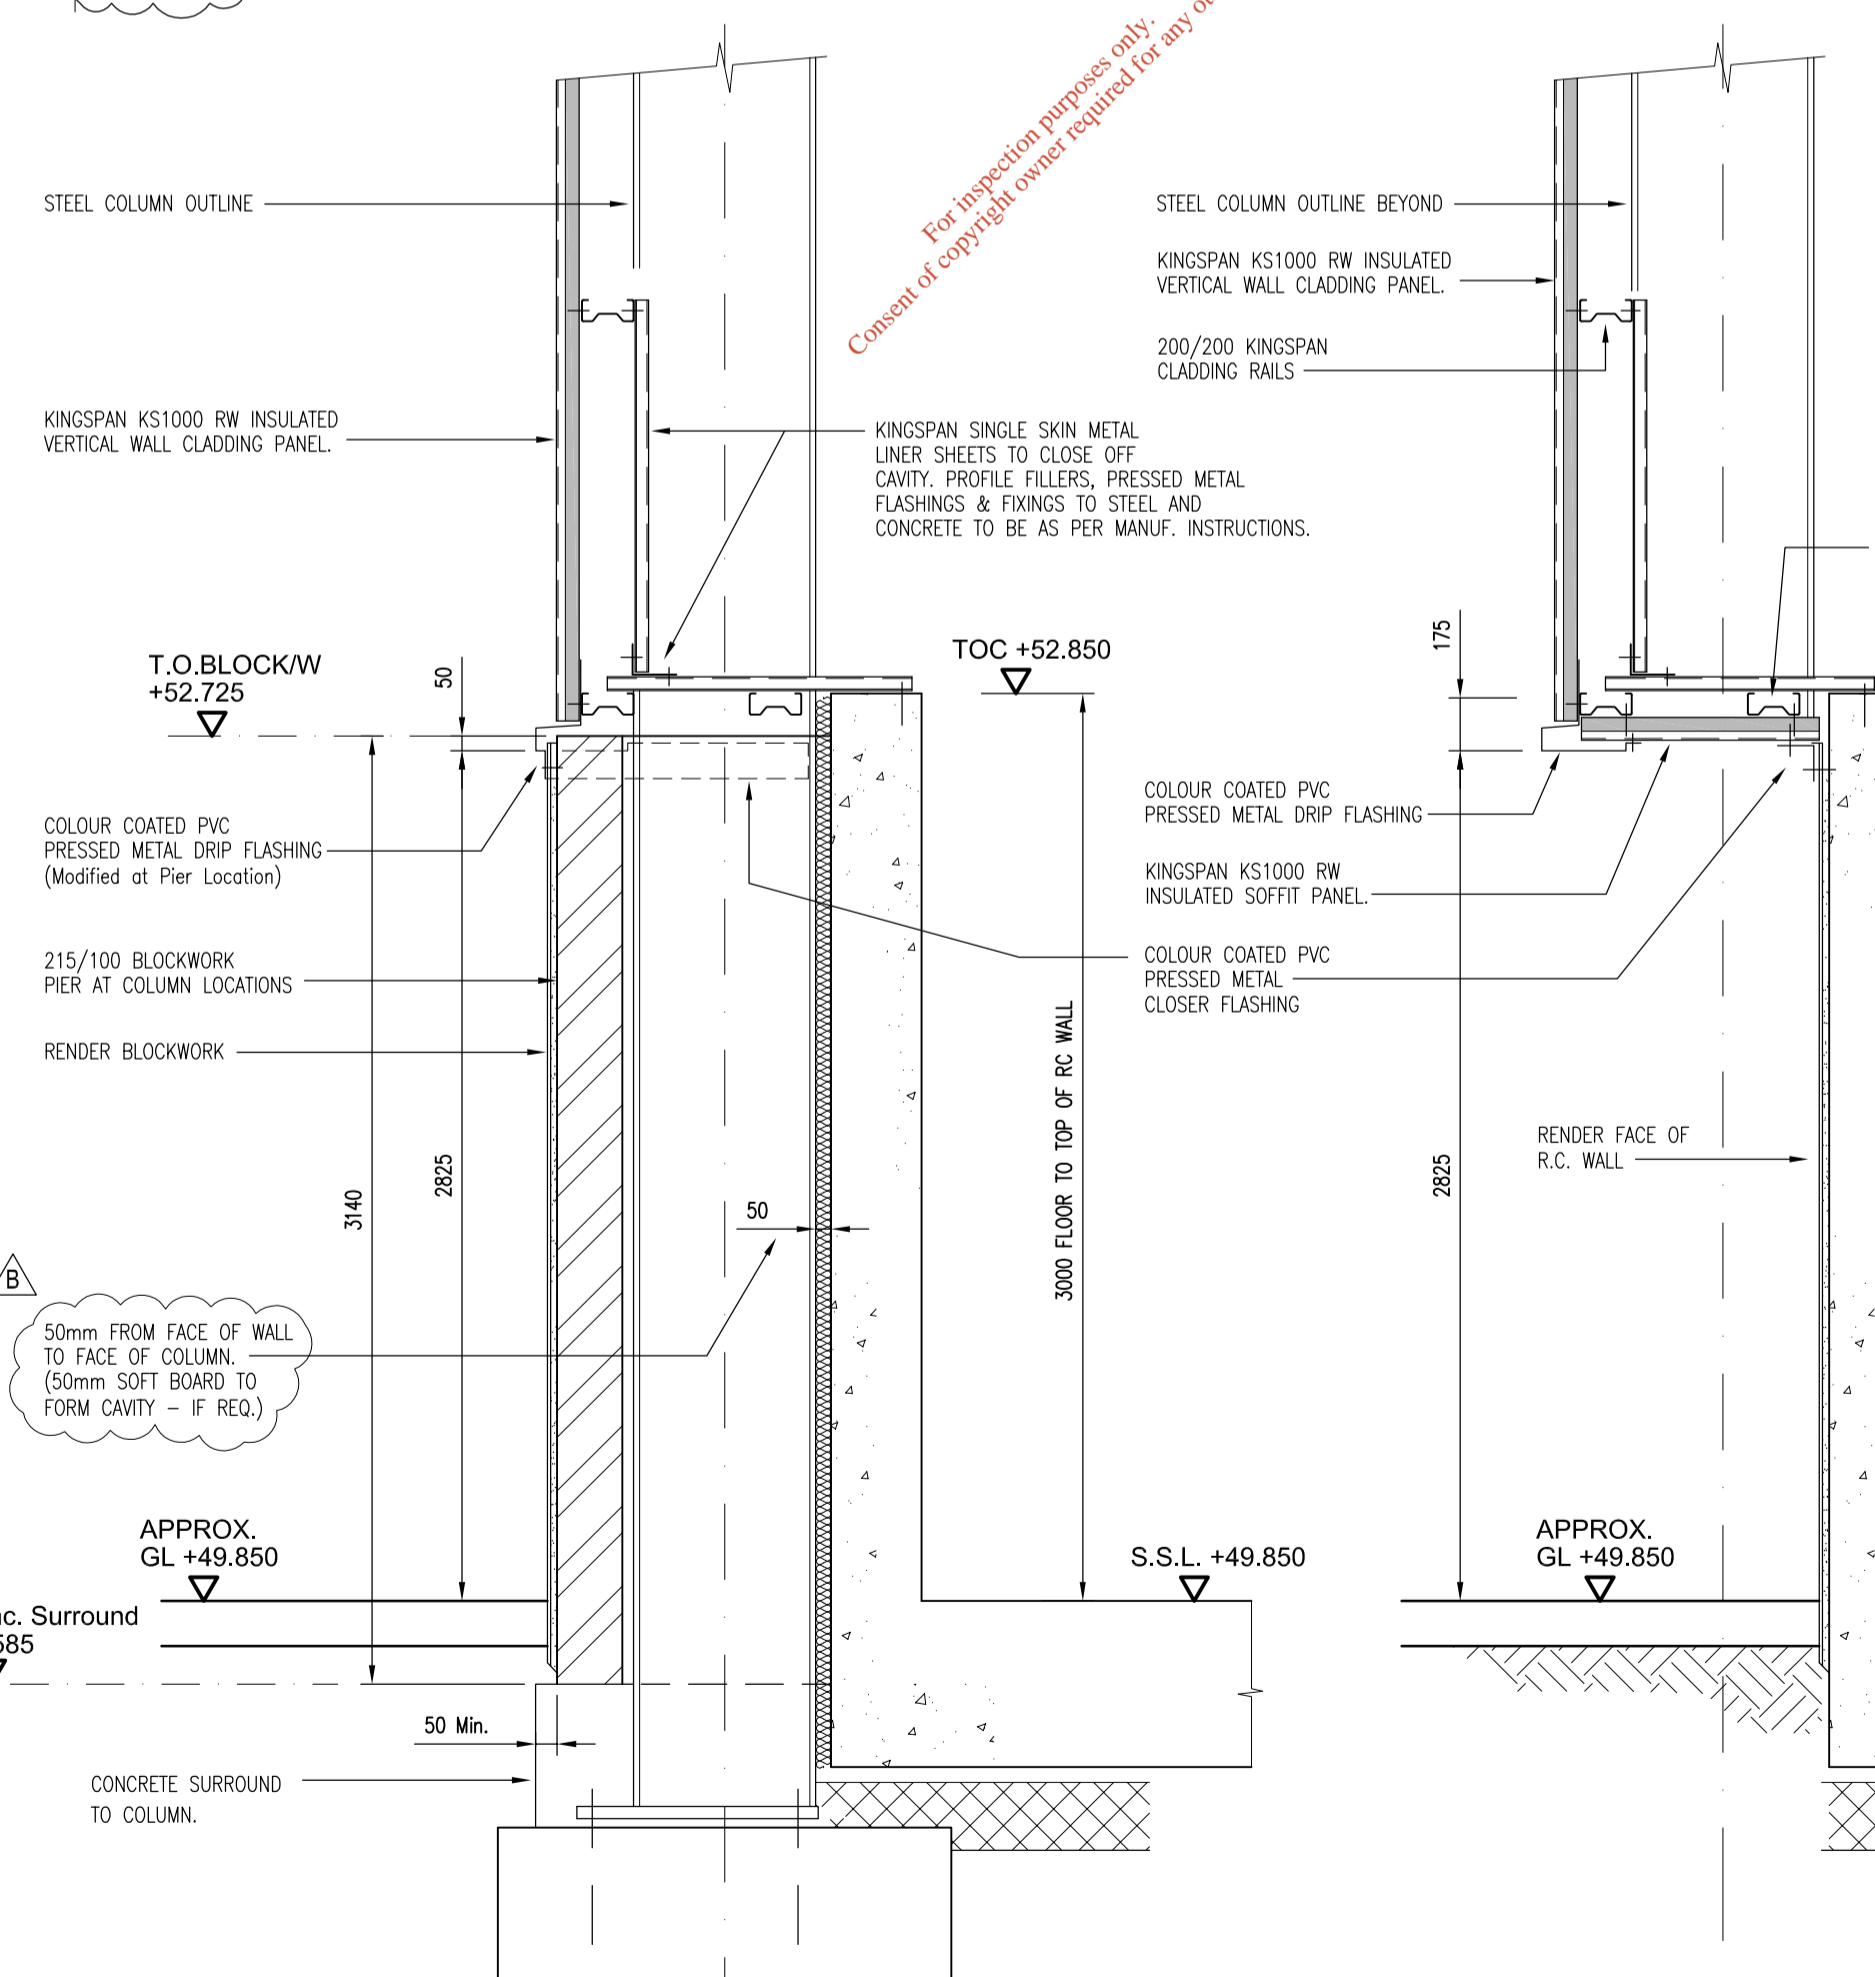 For inspection purposes only.
Consent of copyright owner required for any
STEEL COLUMN OUTLINE
KINGSPAN KS1000 RW INSULATED
VERTICAL WALL CLADDING PANEL.
KINGSPAN SINGLE SKIN METAL
LINER SHEETS TO CLOSE OFF
CAVITY. PROFILE FILLERS, PRESSED METAL
FLASHINGS & FIXINGS TO STEEL AND
CONCRETE TO BE AS PER MANUF. INSTRUCTIONS.
T.O.BLOCK/W
+52.725
50
TOC +52.850
COLOUR COATED PVC
PRESSED METAL DRIP FLASHING
(Modified at Pier Location)
215/100 BLOCKWORK
PIER AT COLUMN LOCATIONS
RENDER BLOCKWORK
3140
2825
50
3000 FLOOR TO TOP OF RC WALL
B
50mm FROM FACE OF WALL
TO FACE OF COLUMN.
(50mm SOFT BOARD TO
FORM CAVITY – IF REQ.)
APPROX.
GL +49.850
S.S.L. +49.850
Surround
585
50 Min.
CONCRETE SURROUND
TO COLUMN.
STEEL COLUMN OUTLINE BEYOND
KINGSPAN KS1000 RW INSULATED
VERTICAL WALL CLADDING PANEL.
200/200 KINGSPAN
CLADDING RAILS
175
COLOUR COATED PVC
PRESSED METAL DRIP FLASHING
KINGSPAN KS1000 RW
INSULATED SOFFIT PANEL.
COLOUR COATED PVC
PRESSED METAL
CLOSER FLASHING
2825
RENDER FACE OF
R.C. WALL
APPROX.
GL +49.850